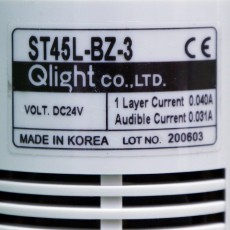 ST45L-BZ-3 CE
Qlight CO.,LTD.
VOLT. DC24V
1 Layer Current 0.040A
Audible Current 0.031A
MADE IN KOREA LOT NO. 200603